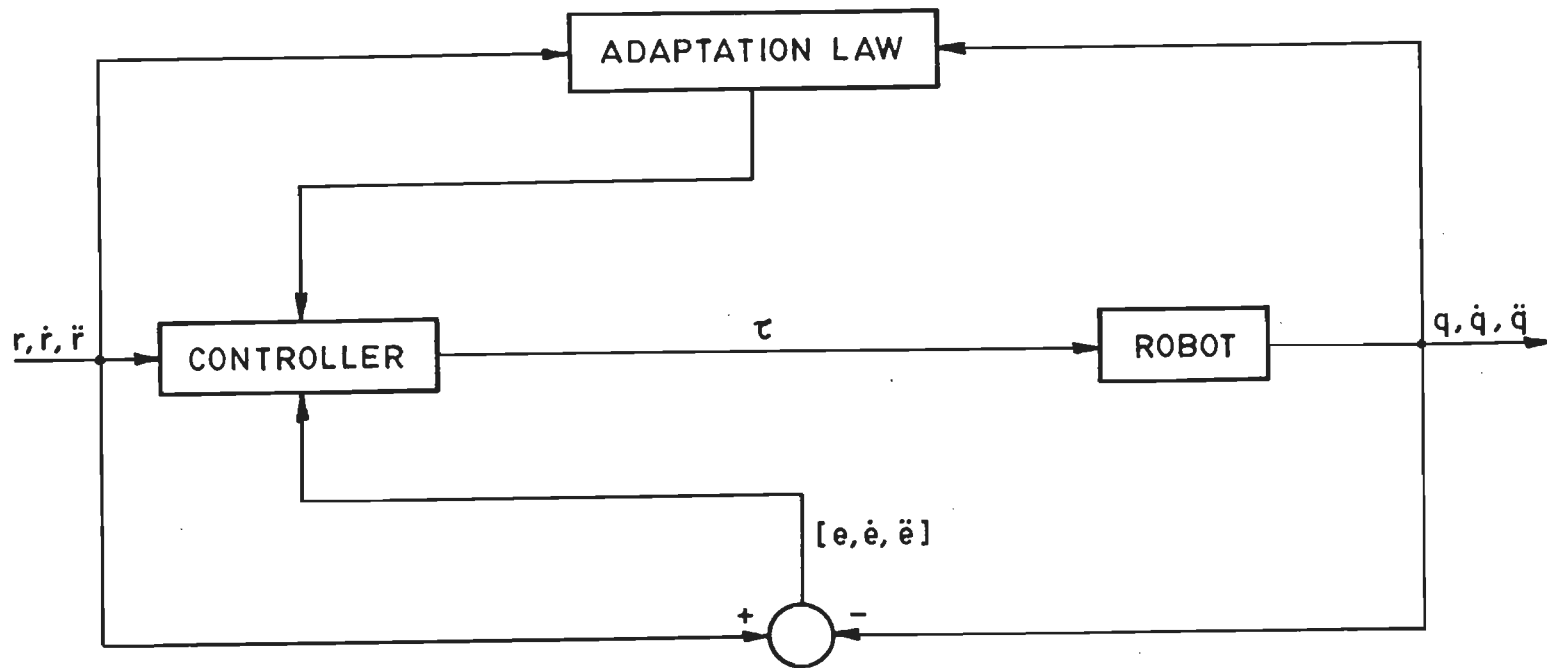 ADAPTATION LAW
r, ṙ, r̈
CONTROLLER
τ
ROBOT
q, q̇, q̈
[e, ė, ë]
+
−